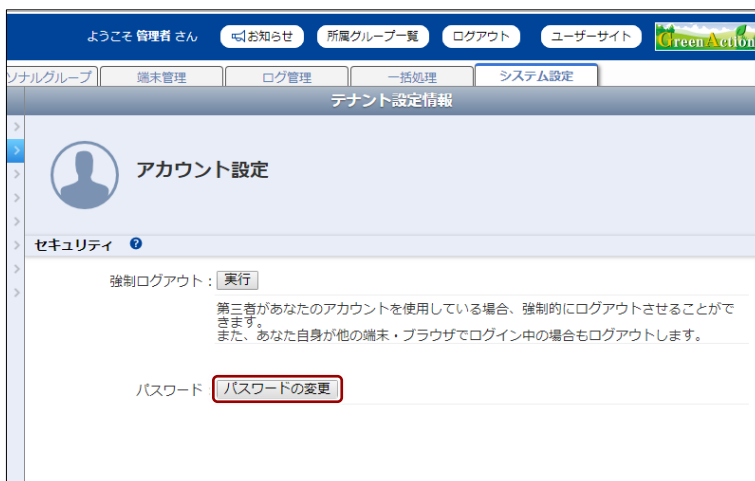 ようこそ 管理者 さん お知らせ 所属グループ一覧 ログアウト ユーザーサイト GreenAction
ソナルグループ 端末管理 ログ管理 一括処理 システム設定
テナント設定情報
アカウント設定
セキュリティ ?
強制ログアウト： 実行
第三者があなたのアカウントを使用している場合、強制的にログアウトさせることがで
きます。
また、あなた自身が他の端末・ブラウザでログイン中の場合もログアウトします。
パスワード パスワードの変更